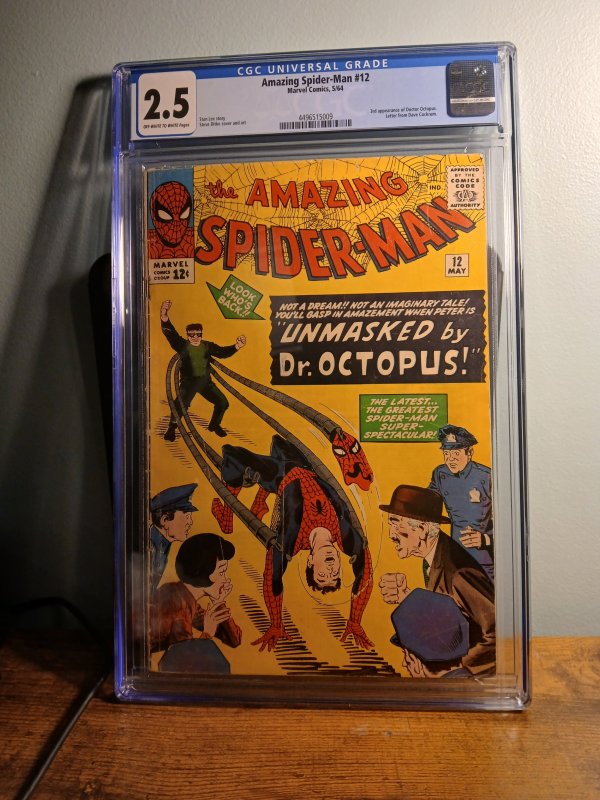 CGC UNIVERSAL GRADE
Amazing Spider-Man #12
Marvel Comics, 5/64
2.5
OFF-WHITE TO WHITE Pages
Stan Lee story
Steve Ditko cover and art
3rd appearance of Doctor Octopus.
Letter from Dave Cockrum.
4496515009
the AMAZING
SPIDER-MAN
IND.
APPROVED
BY THE
COMICS
CODE
AUTHORITY
MARVEL
COMICS
GROUP 12¢
12
MAY
LOOK
WHO'S
BACK!!
NOT A DREAM!! NOT AN IMAGINARY TALE!
YOU'LL GASP IN AMAZEMENT WHEN PETER IS
"UNMASKED by
Dr. OCTOPUS!"
THE LATEST...
THE GREATEST
SPIDER-MAN
SUPER-
SPECTACULAR!